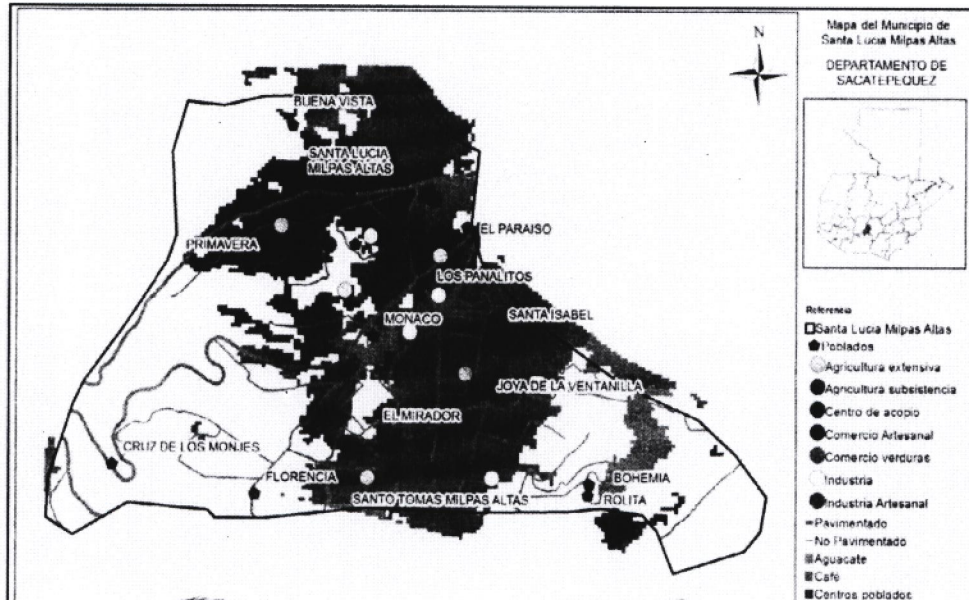 Mapa del Municipio de
Santa Lucia Milpas Altas
DEPARTAMENTO DE
SACATEPEQUEZ
N
BUENA VISTA
SANTA LUCIA
MILPAS ALTAS
EL PARAISO
PRIMAVERA
LOS PANALITOS
MONACO
SANTA ISABEL
JOYA DE LA VENTANILLA
EL MIRADOR
CRUZ DE LOS MONJES
FLORENCIA
BOHEMIA
SANTO TOMAS MILPAS ALTAS
ROLITA
Referencia
Santa Lucia Milpas Altas
Poblados
Agricultura extensiva
Agricultura subsistencia
Centro de acopio
Comercio Artesanal
Comercio verduras
Industria
Industria Artesanal
Pavimentado
No Pavimentado
Aguacate
Café
Centros poblados